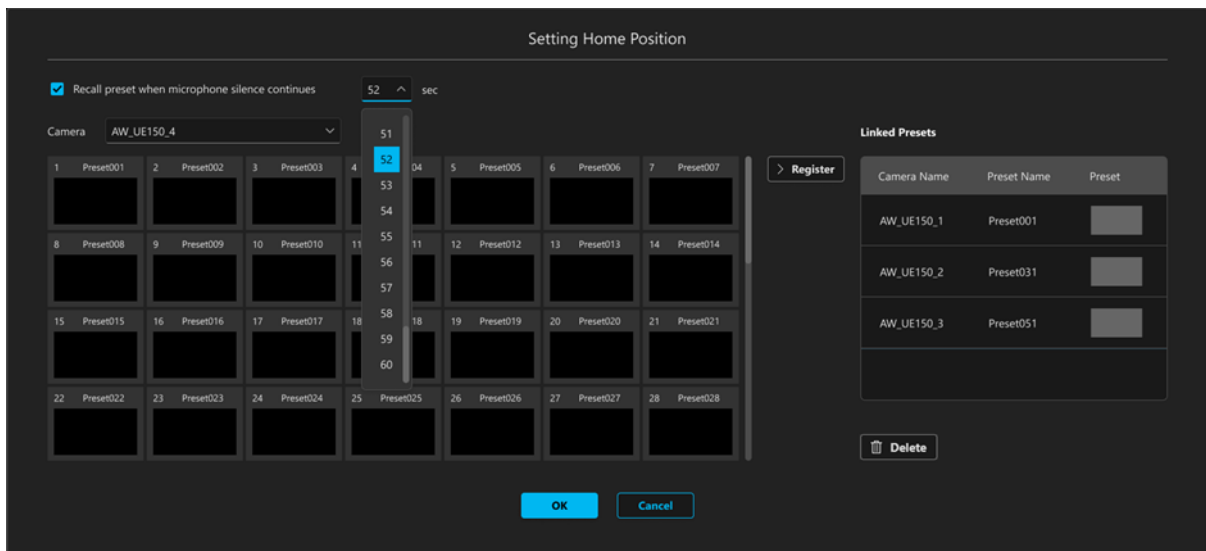 Setting Home Position
Recall preset when microphone silence continues 52 sec
Camera AW_UE150_4
51
52
53
54
55
56
57
58
59
60
1 Preset001 2 Preset002 3 Preset003 4 04 5 Preset005 6 Preset006 7 Preset007
8 Preset008 9 Preset009 10 Preset010 11 11 12 Preset012 13 Preset013 14 Preset014
15 Preset015 16 Preset016 17 Preset017 18 18 19 Preset019 20 Preset020 21 Preset021
22 Preset022 23 Preset023 24 Preset024 25 Preset025 26 Preset026 27 Preset027 28 Preset028
Register
Linked Presets
Camera Name Preset Name Preset
AW_UE150_1 Preset001
AW_UE150_2 Preset031
AW_UE150_3 Preset051
Delete
OK Cancel